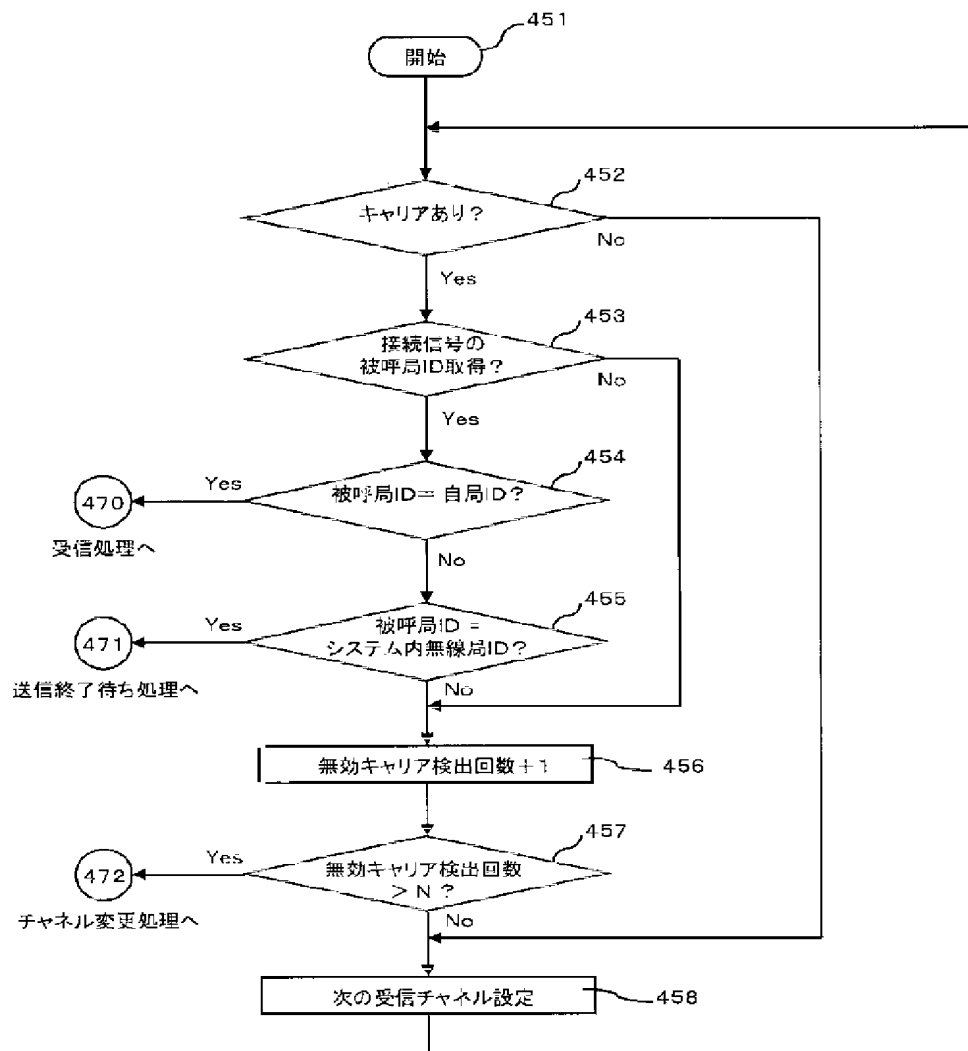 451
開始
452
キャリアあり？
No
Yes
453
接続信号の
被呼局ID取得？
No
Yes
454
被呼局ID＝自局ID？
Yes
470
受信処理へ
No
455
被呼局ID＝
システム内無線局ID？
Yes
471
送信終了待ち処理へ
No
無効キャリア検出回数＋1
456
457
無効キャリア検出回数
＞N？
Yes
472
チャネル変更処理へ
No
次の受信チャネル設定
458